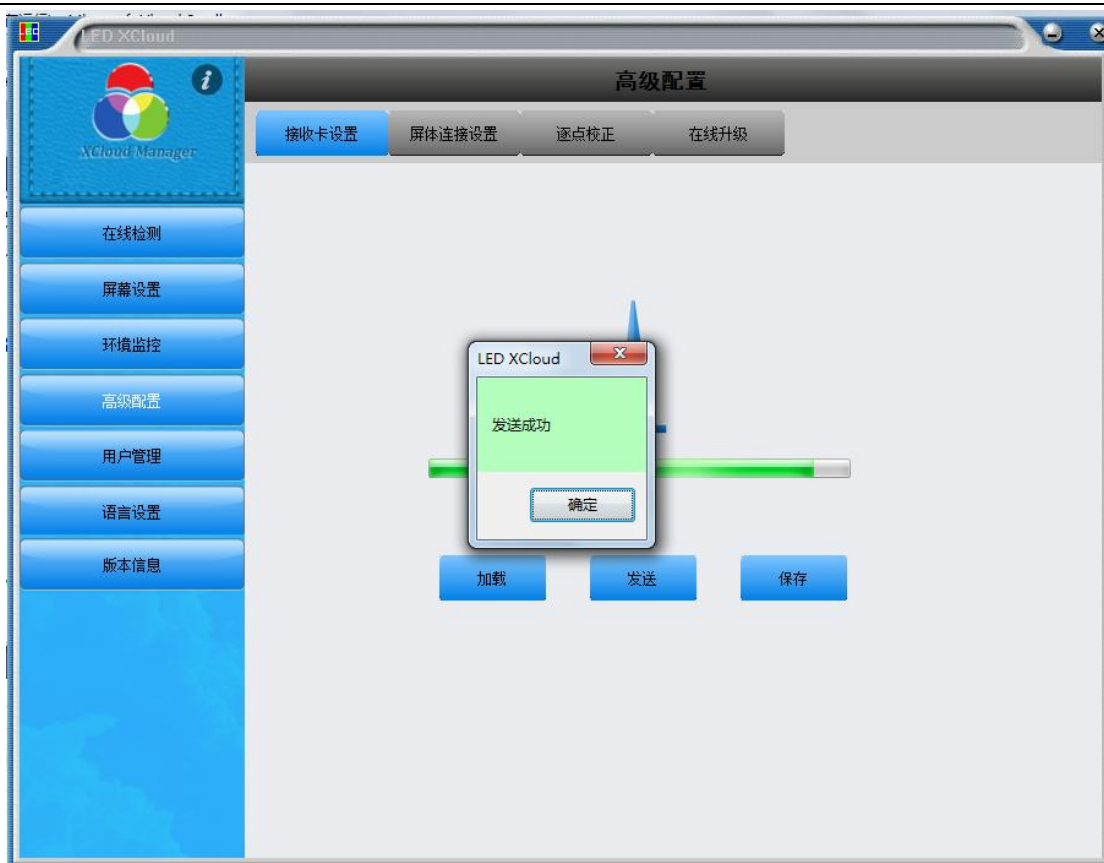 LED XCloud
XCloud Manager
高级配置
接收卡设置
屏体连接设置
逐点校正
在线升级
在线检测
屏幕设置
环境监控
高级配置
用户管理
语言设置
版本信息
LED XCloud
发送成功
确定
加载
发送
保存